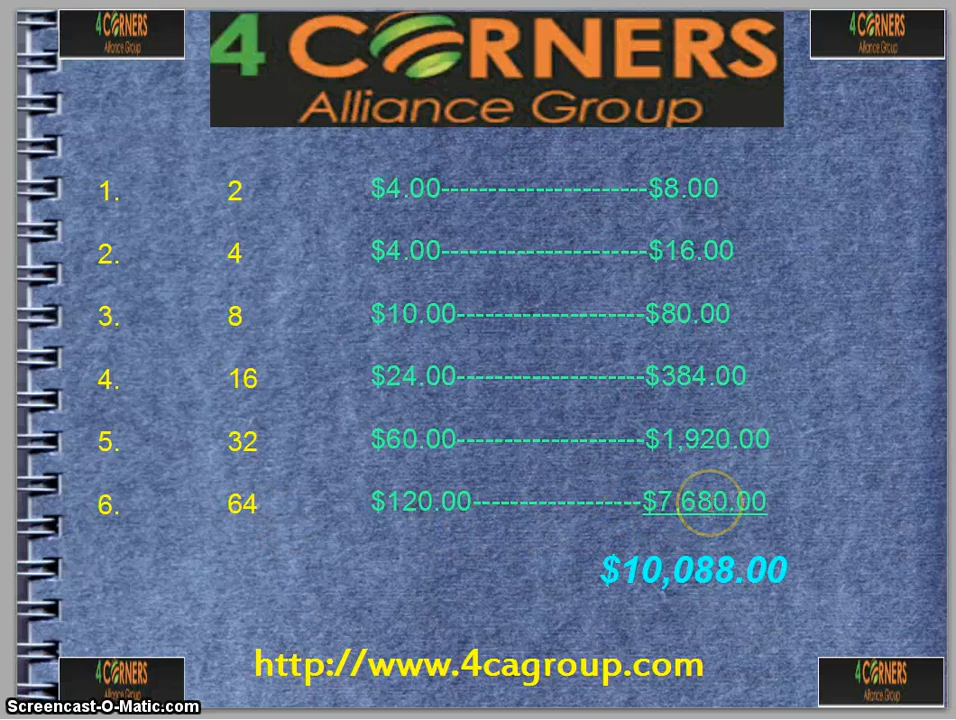 4 CORNERS
Alliance Group
4 CORNERS
Alliance Group
4 CORNERS
Alliance Group
1. 2 $4.00----------------------$8.00
2. 4 $4.00----------------------$16.00
3. 8 $10.00--------------------$80.00
4. 16 $24.00--------------------$384.00
5. 32 $60.00--------------------$1,920.00
6. 64 $120.00------------------$7,680.00
$10,088.00
http://www.4cagroup.com
4 CORNERS
Alliance Group
4 CORNERS
Alliance Group
Screencast-O-Matic.com